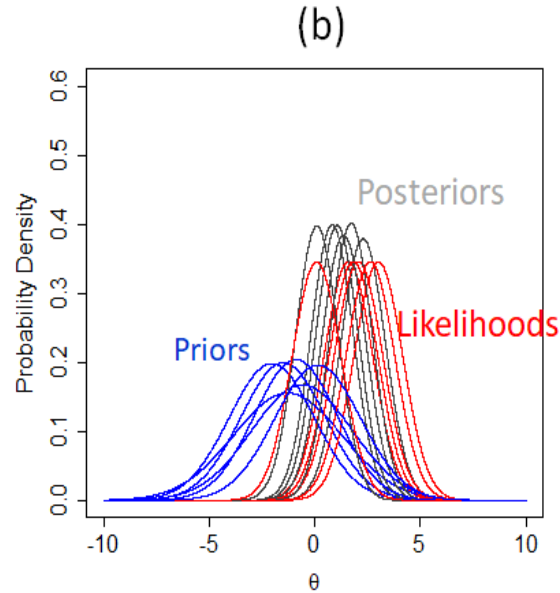 (b)
0.6
0.5
Posteriors
0.4
Probability Density
0.3
Likelihoods
Priors
0.2
0.1
0.0
-10 -5 0 5 10
θ